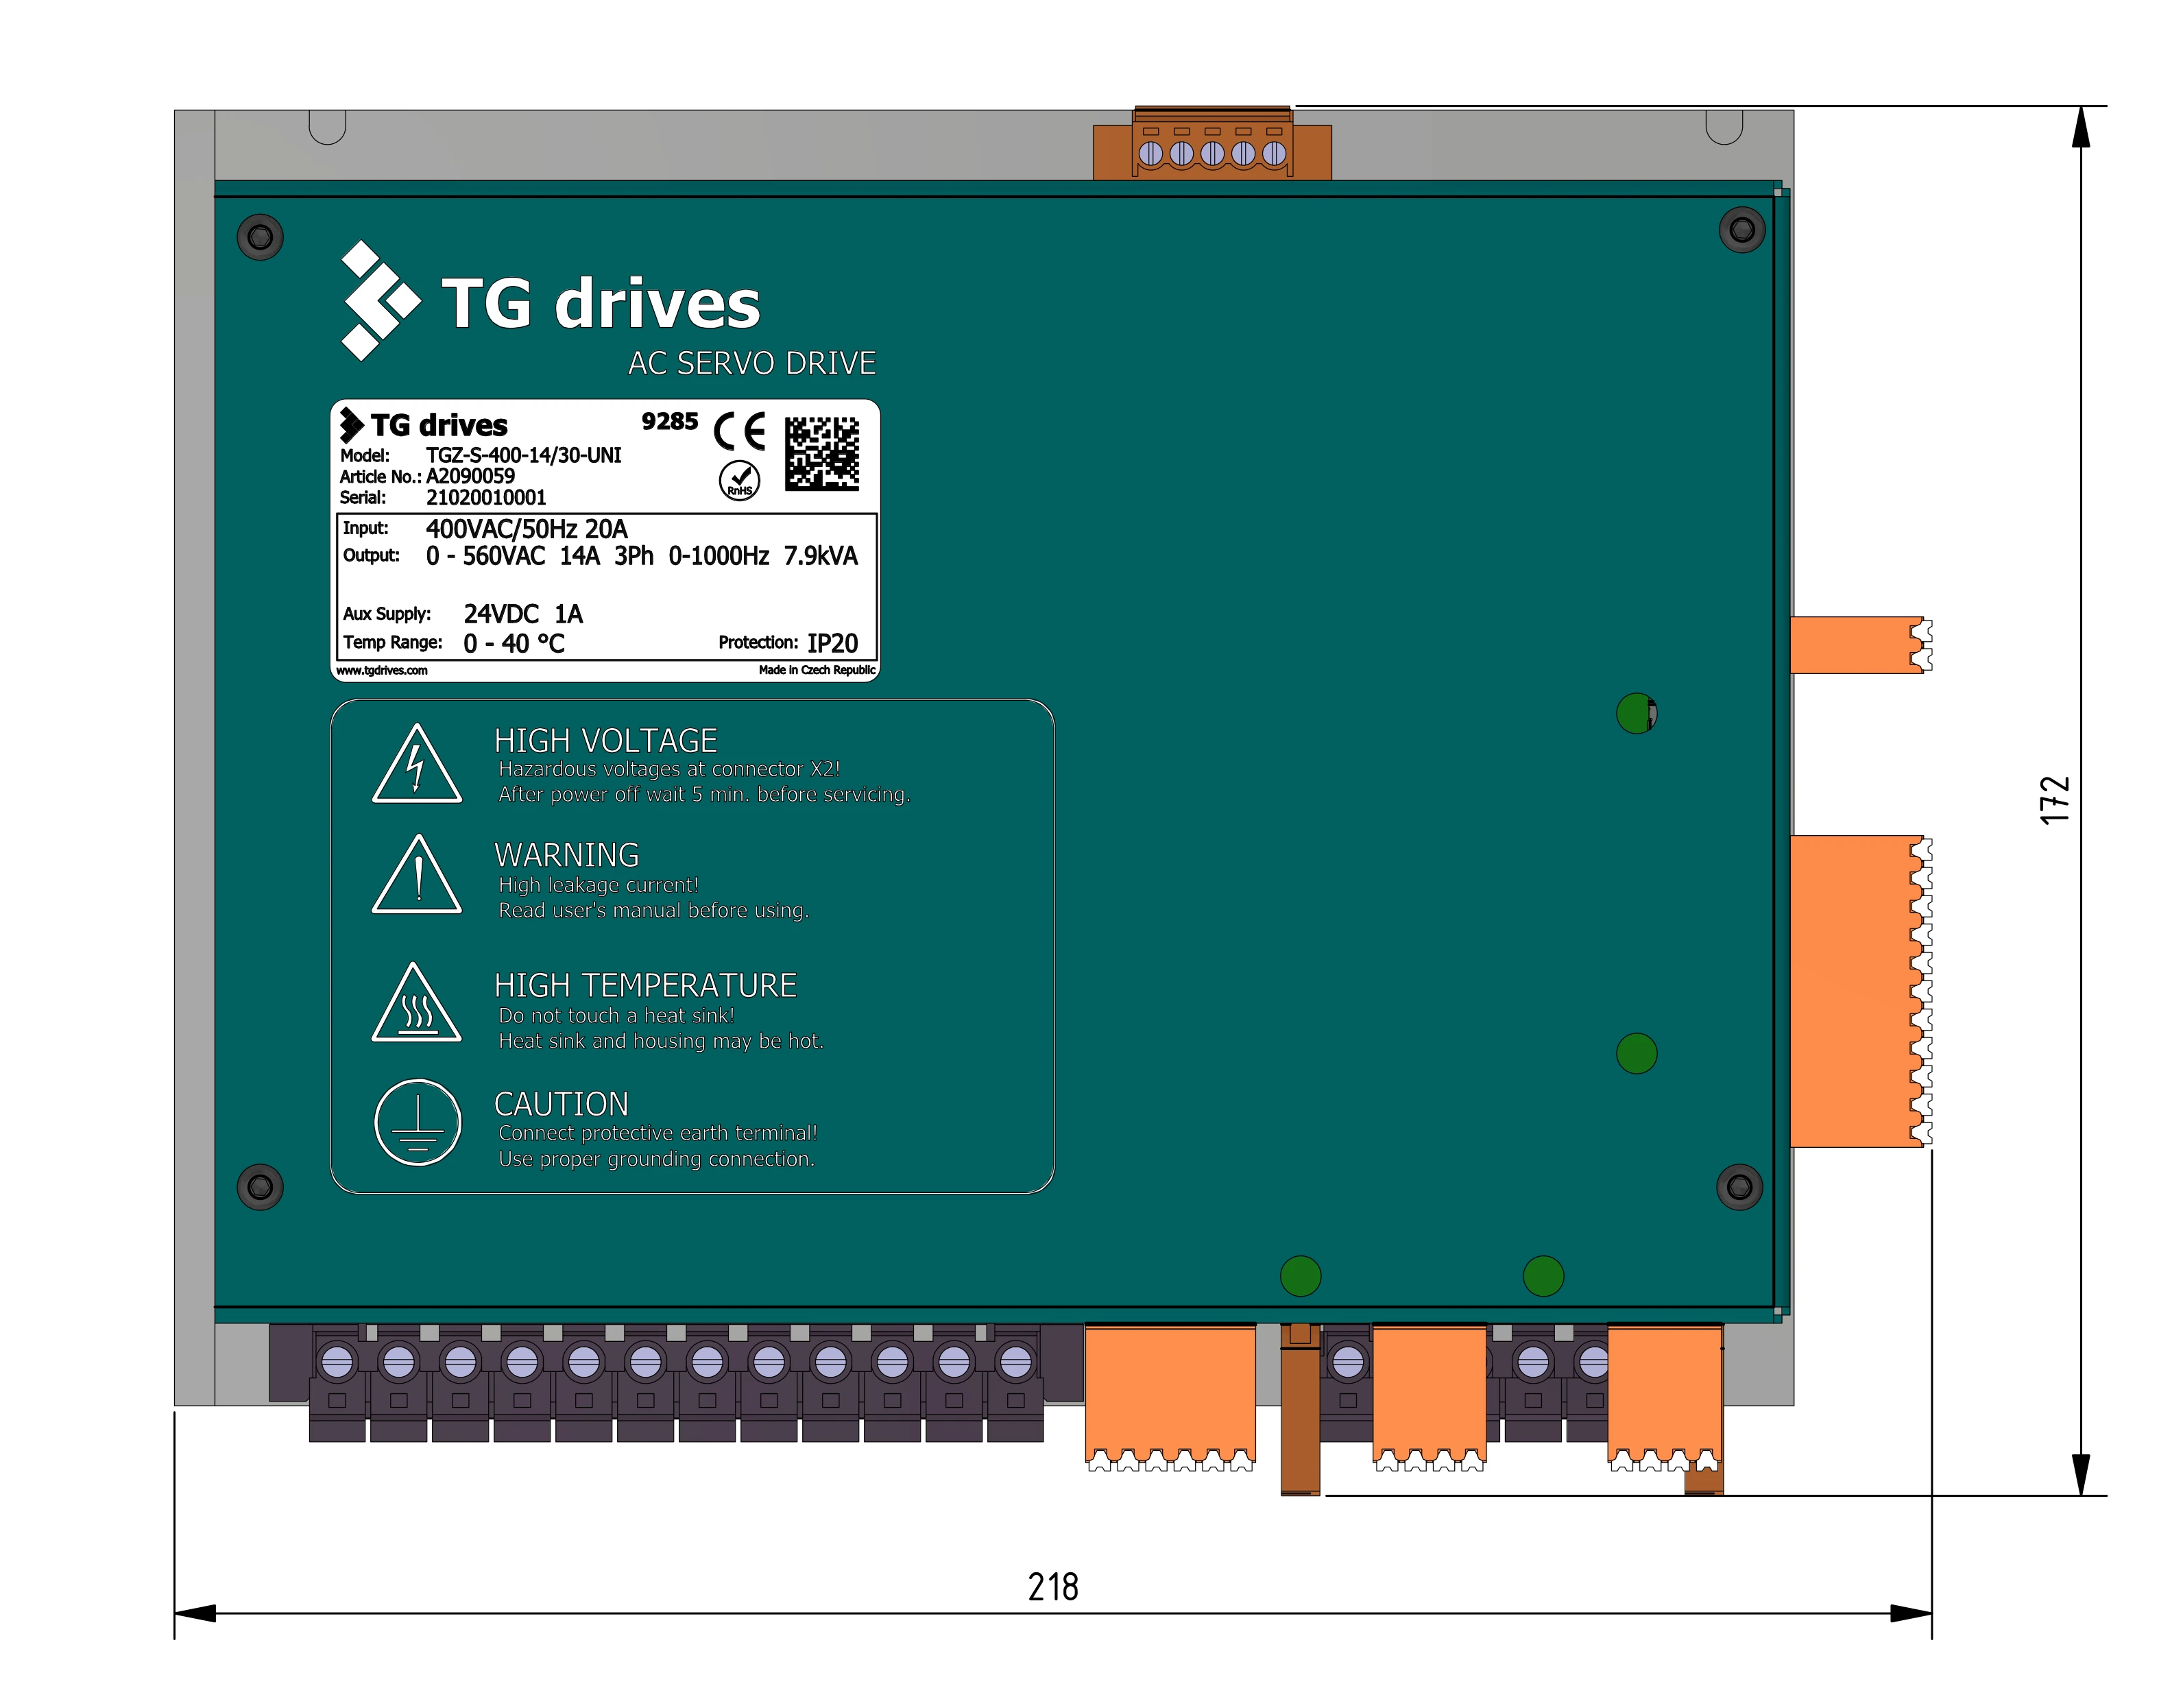 TG drives
AC SERVO DRIVE
TG drives 9285 CE
Model: TGZ-S-400-14/30-UNI
Article No.: A2090059
RnHS
Serial: 21020010001
Input: 400VAC/50Hz 20A
Output: 0 - 560VAC 14A 3Ph 0-1000Hz 7.9kVA
Aux Supply: 24VDC 1A
Temp Range: 0 - 40 °C Protection: IP20
www.tgdrives.com Made in Czech Republic
HIGH VOLTAGE
Hazardous voltages at connector X2!
After power off wait 5 min. before servicing.
WARNING
High leakage current!
Read user's manual before using.
HIGH TEMPERATURE
Do not touch a heat sink!
Heat sink and housing may be hot.
CAUTION
Connect protective earth terminal!
Use proper grounding connection.
172
218